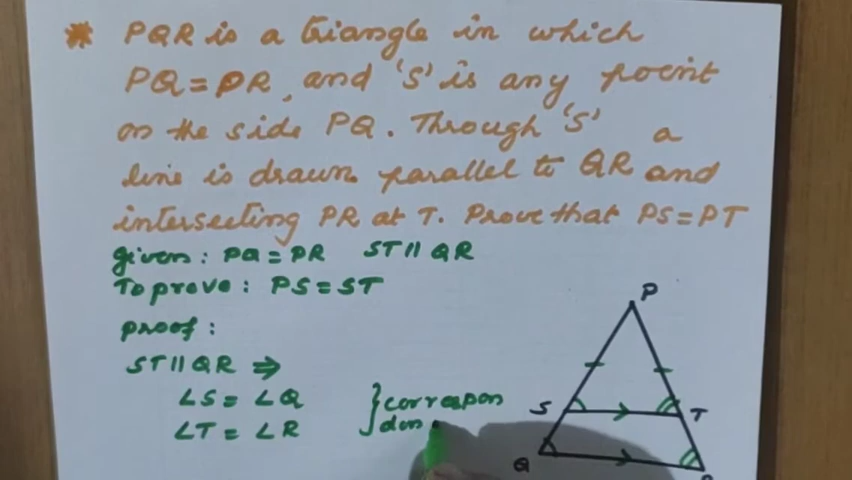 * PQR is a triangle in which
PQ = PR, and 'S' is any point
on the side PQ. Through 'S' a
line is drawn parallel to QR and
intersecting PR at T. Prove that PS = PT
Given: PQ = PR ST || QR
To prove: PS = ST
proof:
ST || QR ⇒
∠S = ∠Q } correspon
∠T = ∠R den
P
S T
Q